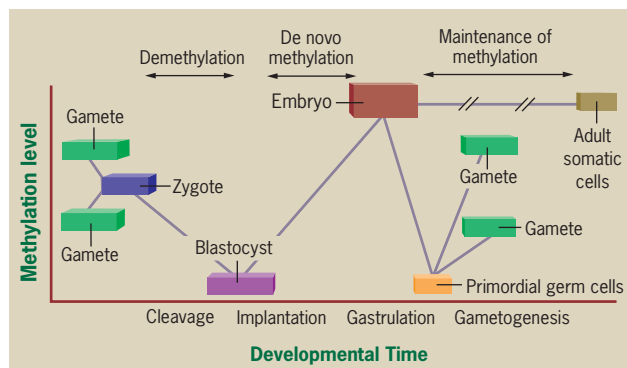 Demethylation
De novo
methylation
Maintenance of
methylation
Gamete
Zygote
Gamete
Blastocyst
Embryo
Gamete
Gamete
Adult
somatic
cells
Primordial germ cells
Methylation level
Cleavage Implantation Gastrulation Gametogenesis
Developmental Time